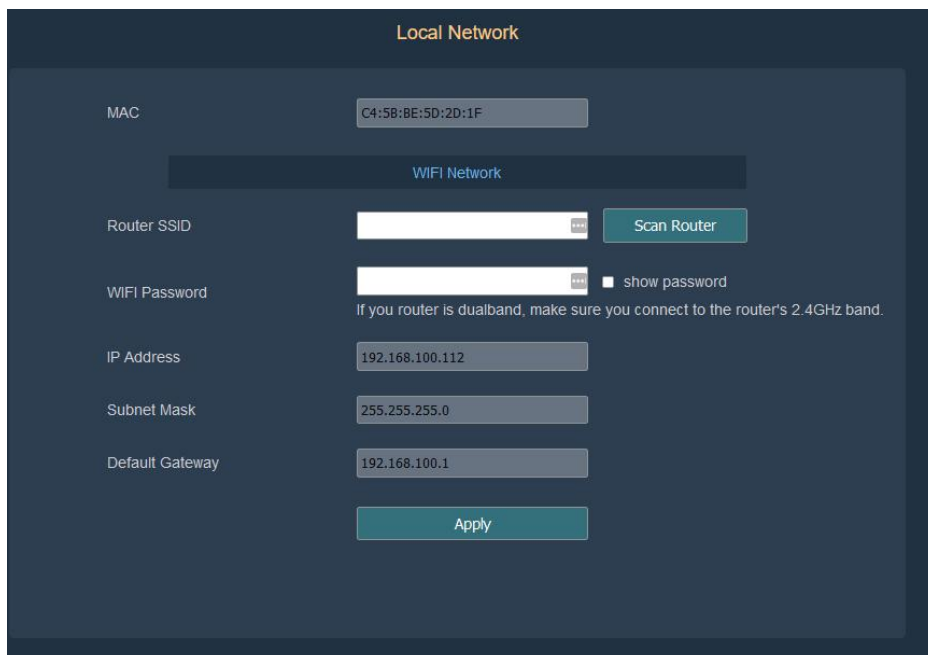 Local Network
MAC C4:5B:BE:5D:2D:1F
WIFI Network
Router SSID Scan Router
WIFI Password show password
If you router is dualband, make sure you connect to the router's 2.4GHz band.
IP Address 192.168.100.112
Subnet Mask 255.255.255.0
Default Gateway 192.168.100.1
Apply